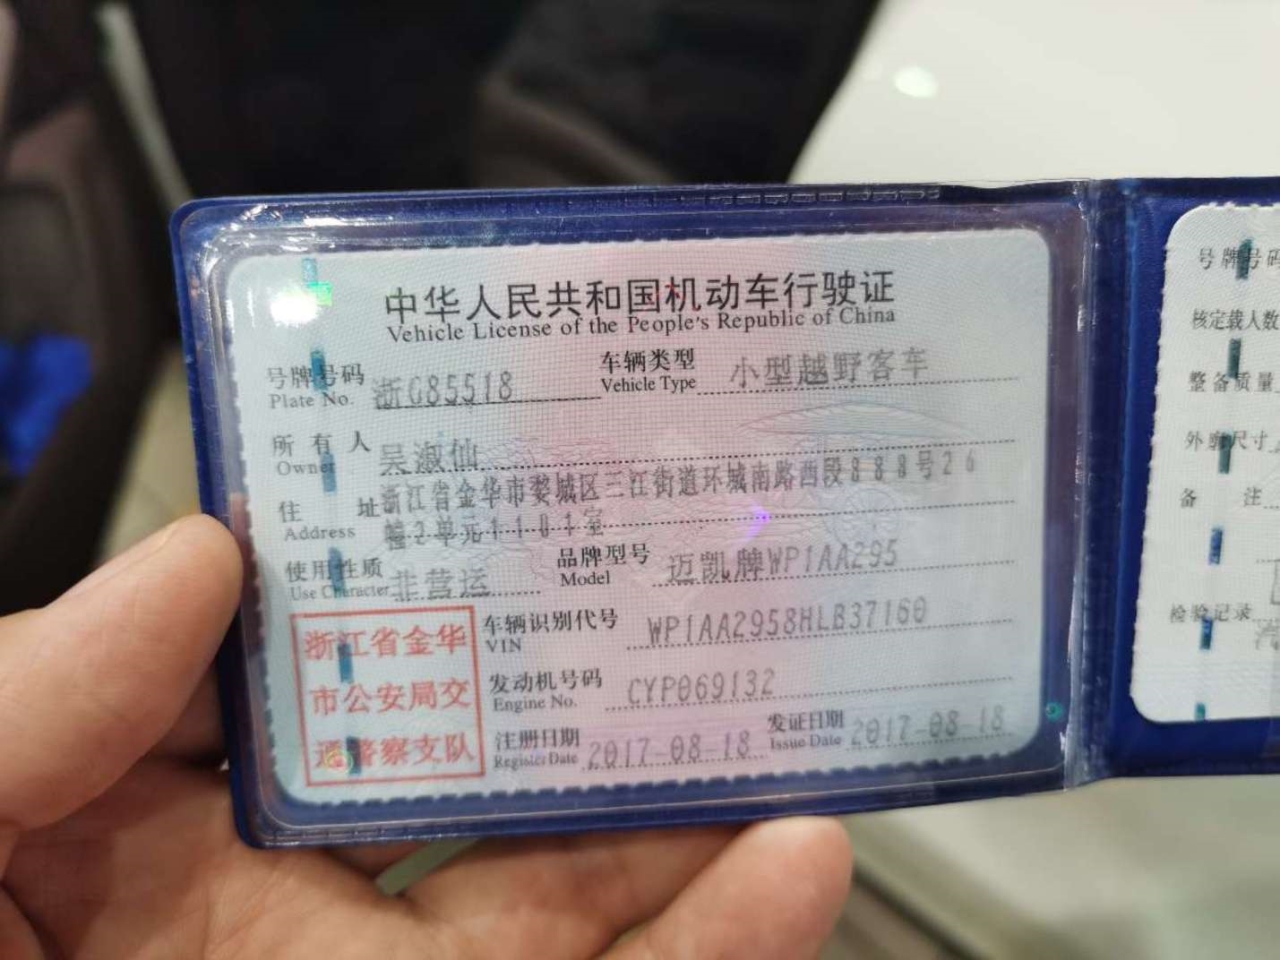 中华人民共和国机动车行驶证
Vehicle License of the People's Republic of China
号牌号码 浙G85518 车辆类型 小型越野客车
Plate No. Vehicle Type
所有人 吴淑仙
Owner
住址 浙江省金华市婺城区三江街道环城南路西段888号26
Address 幢2单元1101室
使用性质 非营运 品牌型号 迈凯牌WP1AA295
Use Character Model
浙江省金华
市公安局交
通警察支队
车辆识别代号 WP1AA2958HLB37160
VIN
发动机号码 CYP069132
Engine No.
注册日期 2017-08-18 发证日期 2017-08-18
Register Date Issue Date
号牌号码
核定载人数
整备质量
外廓尺寸
备注
检验记录